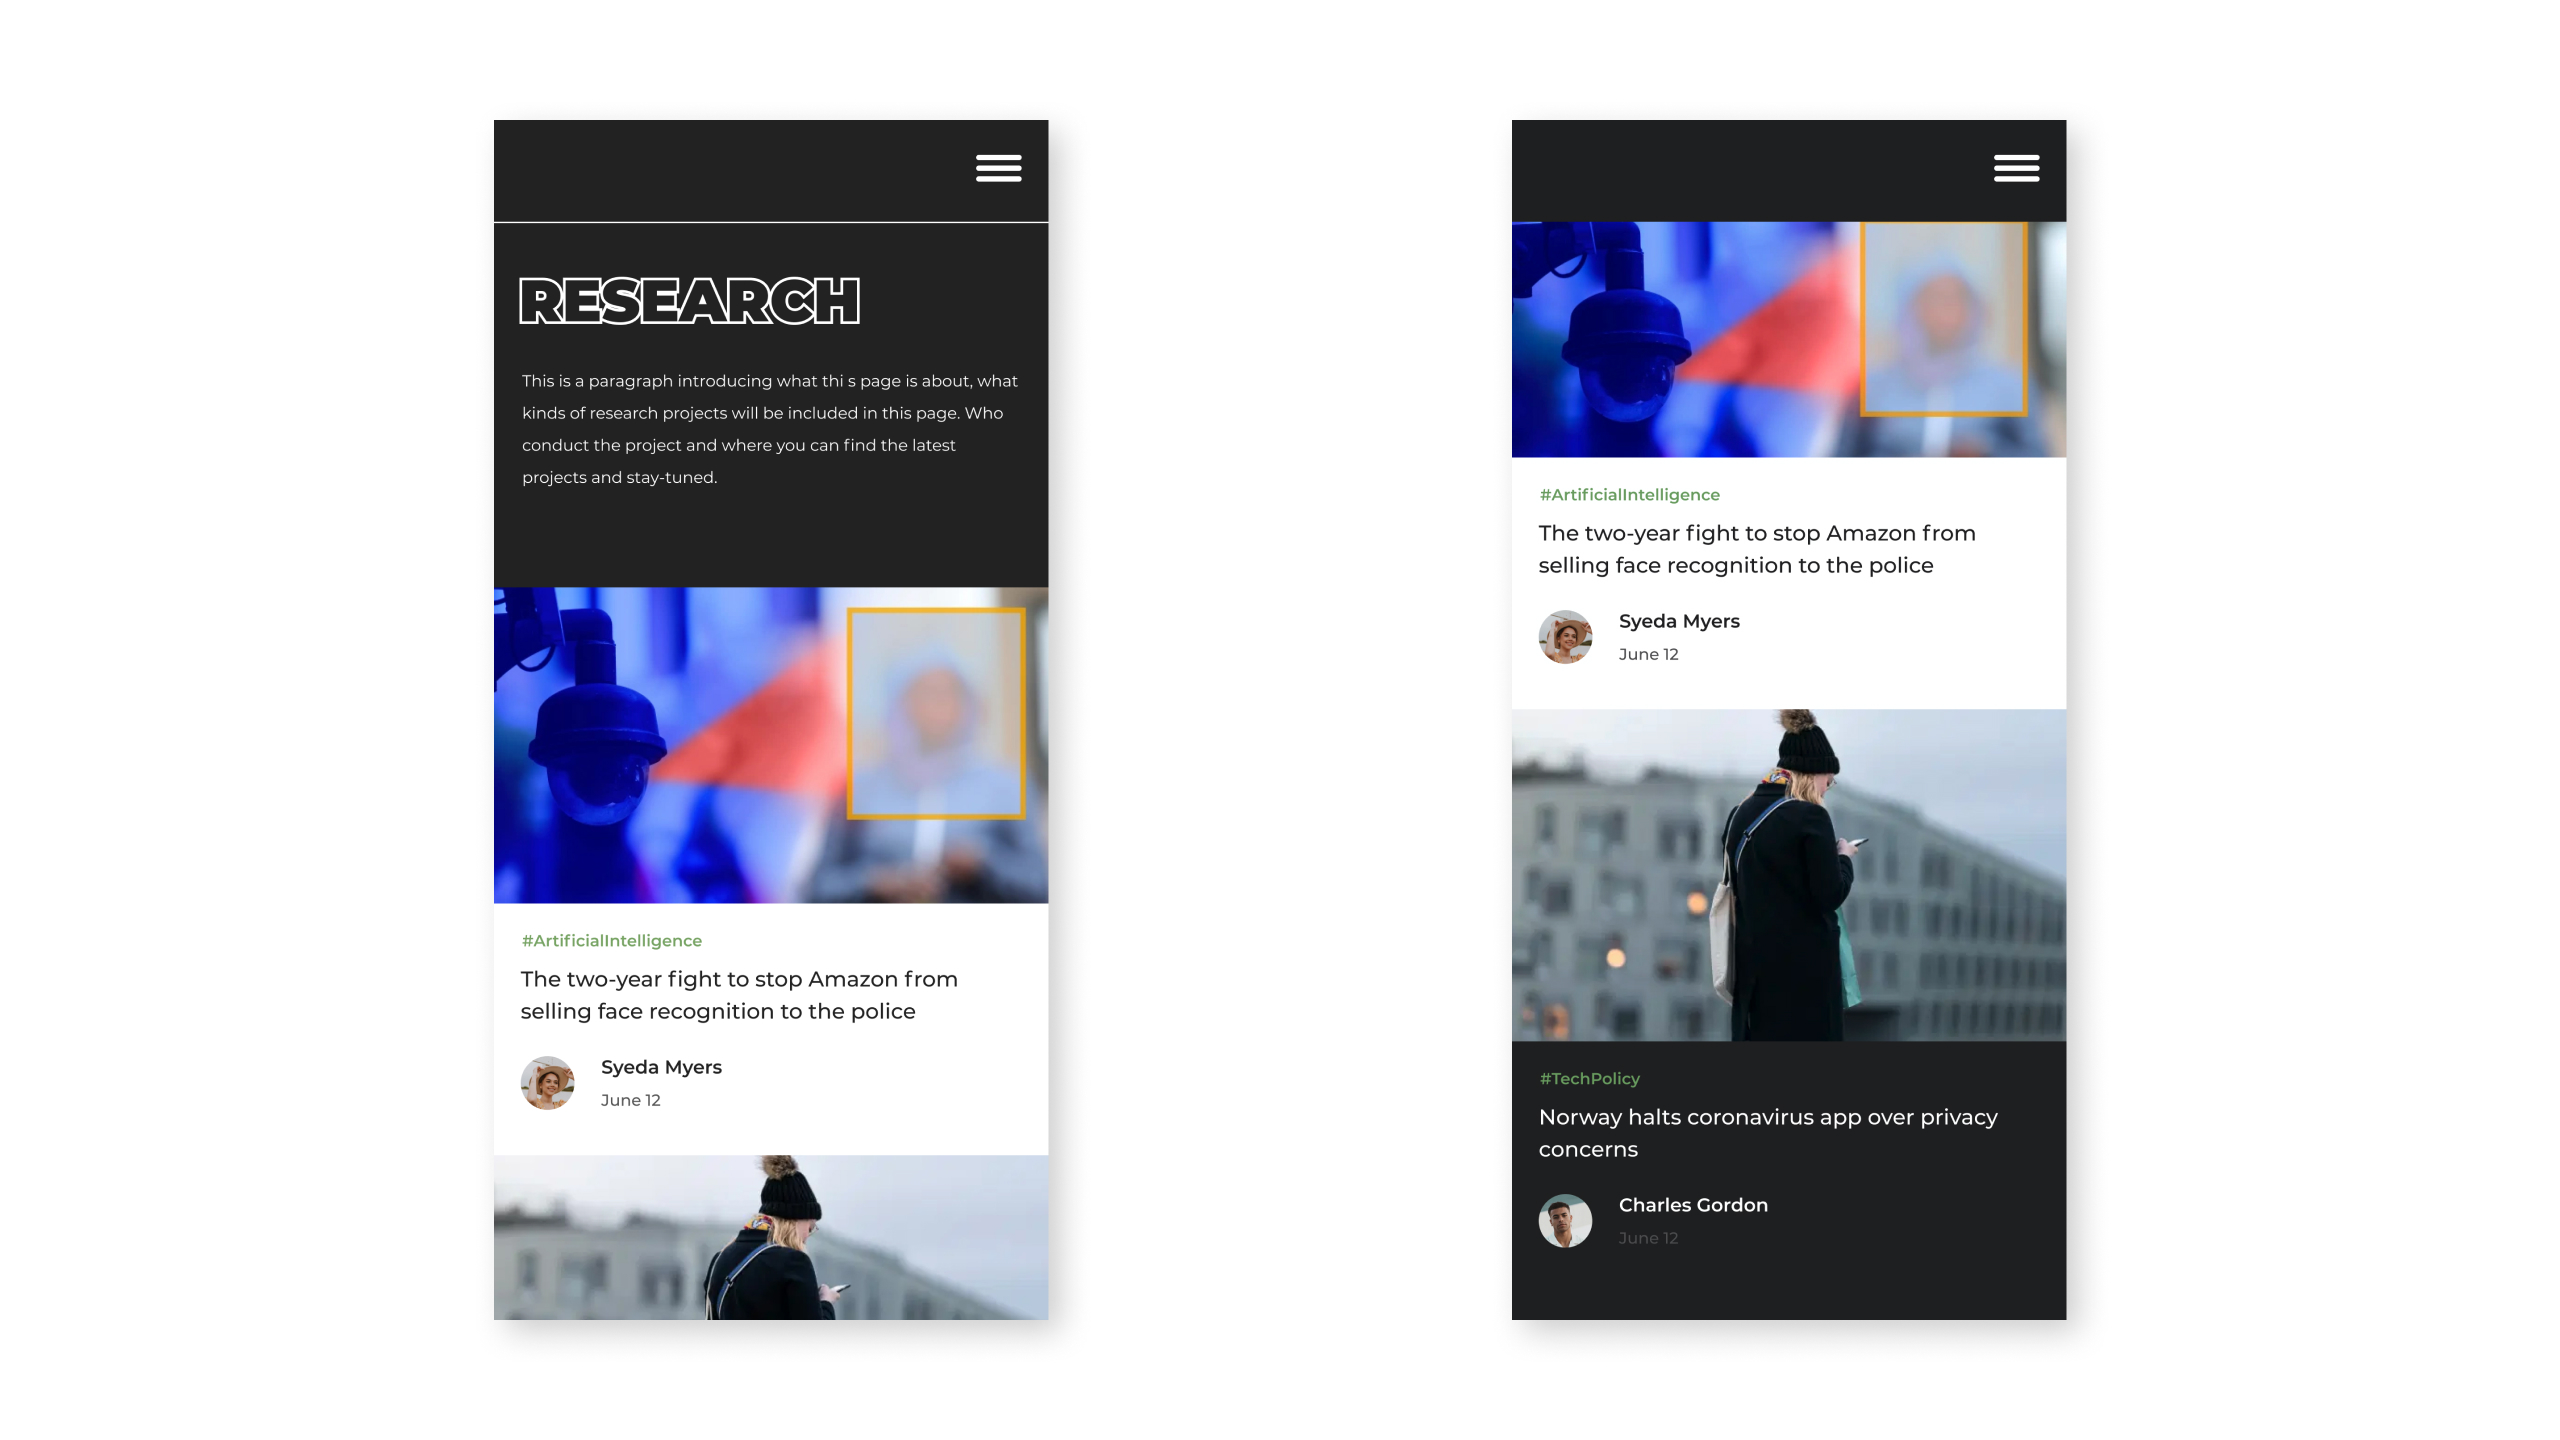 RESEARCH
This is a paragraph introducing what thi s page is about, what
kinds of research projects will be included in this page. Who
conduct the project and where you can find the latest
projects and stay-tuned.
#ArtificialIntelligence
The two-year fight to stop Amazon from
selling face recognition to the police
Syeda Myers
June 12
#ArtificialIntelligence
The two-year fight to stop Amazon from
selling face recognition to the police
Syeda Myers
June 12
#TechPolicy
Norway halts coronavirus app over privacy
concerns
Charles Gordon
June 12